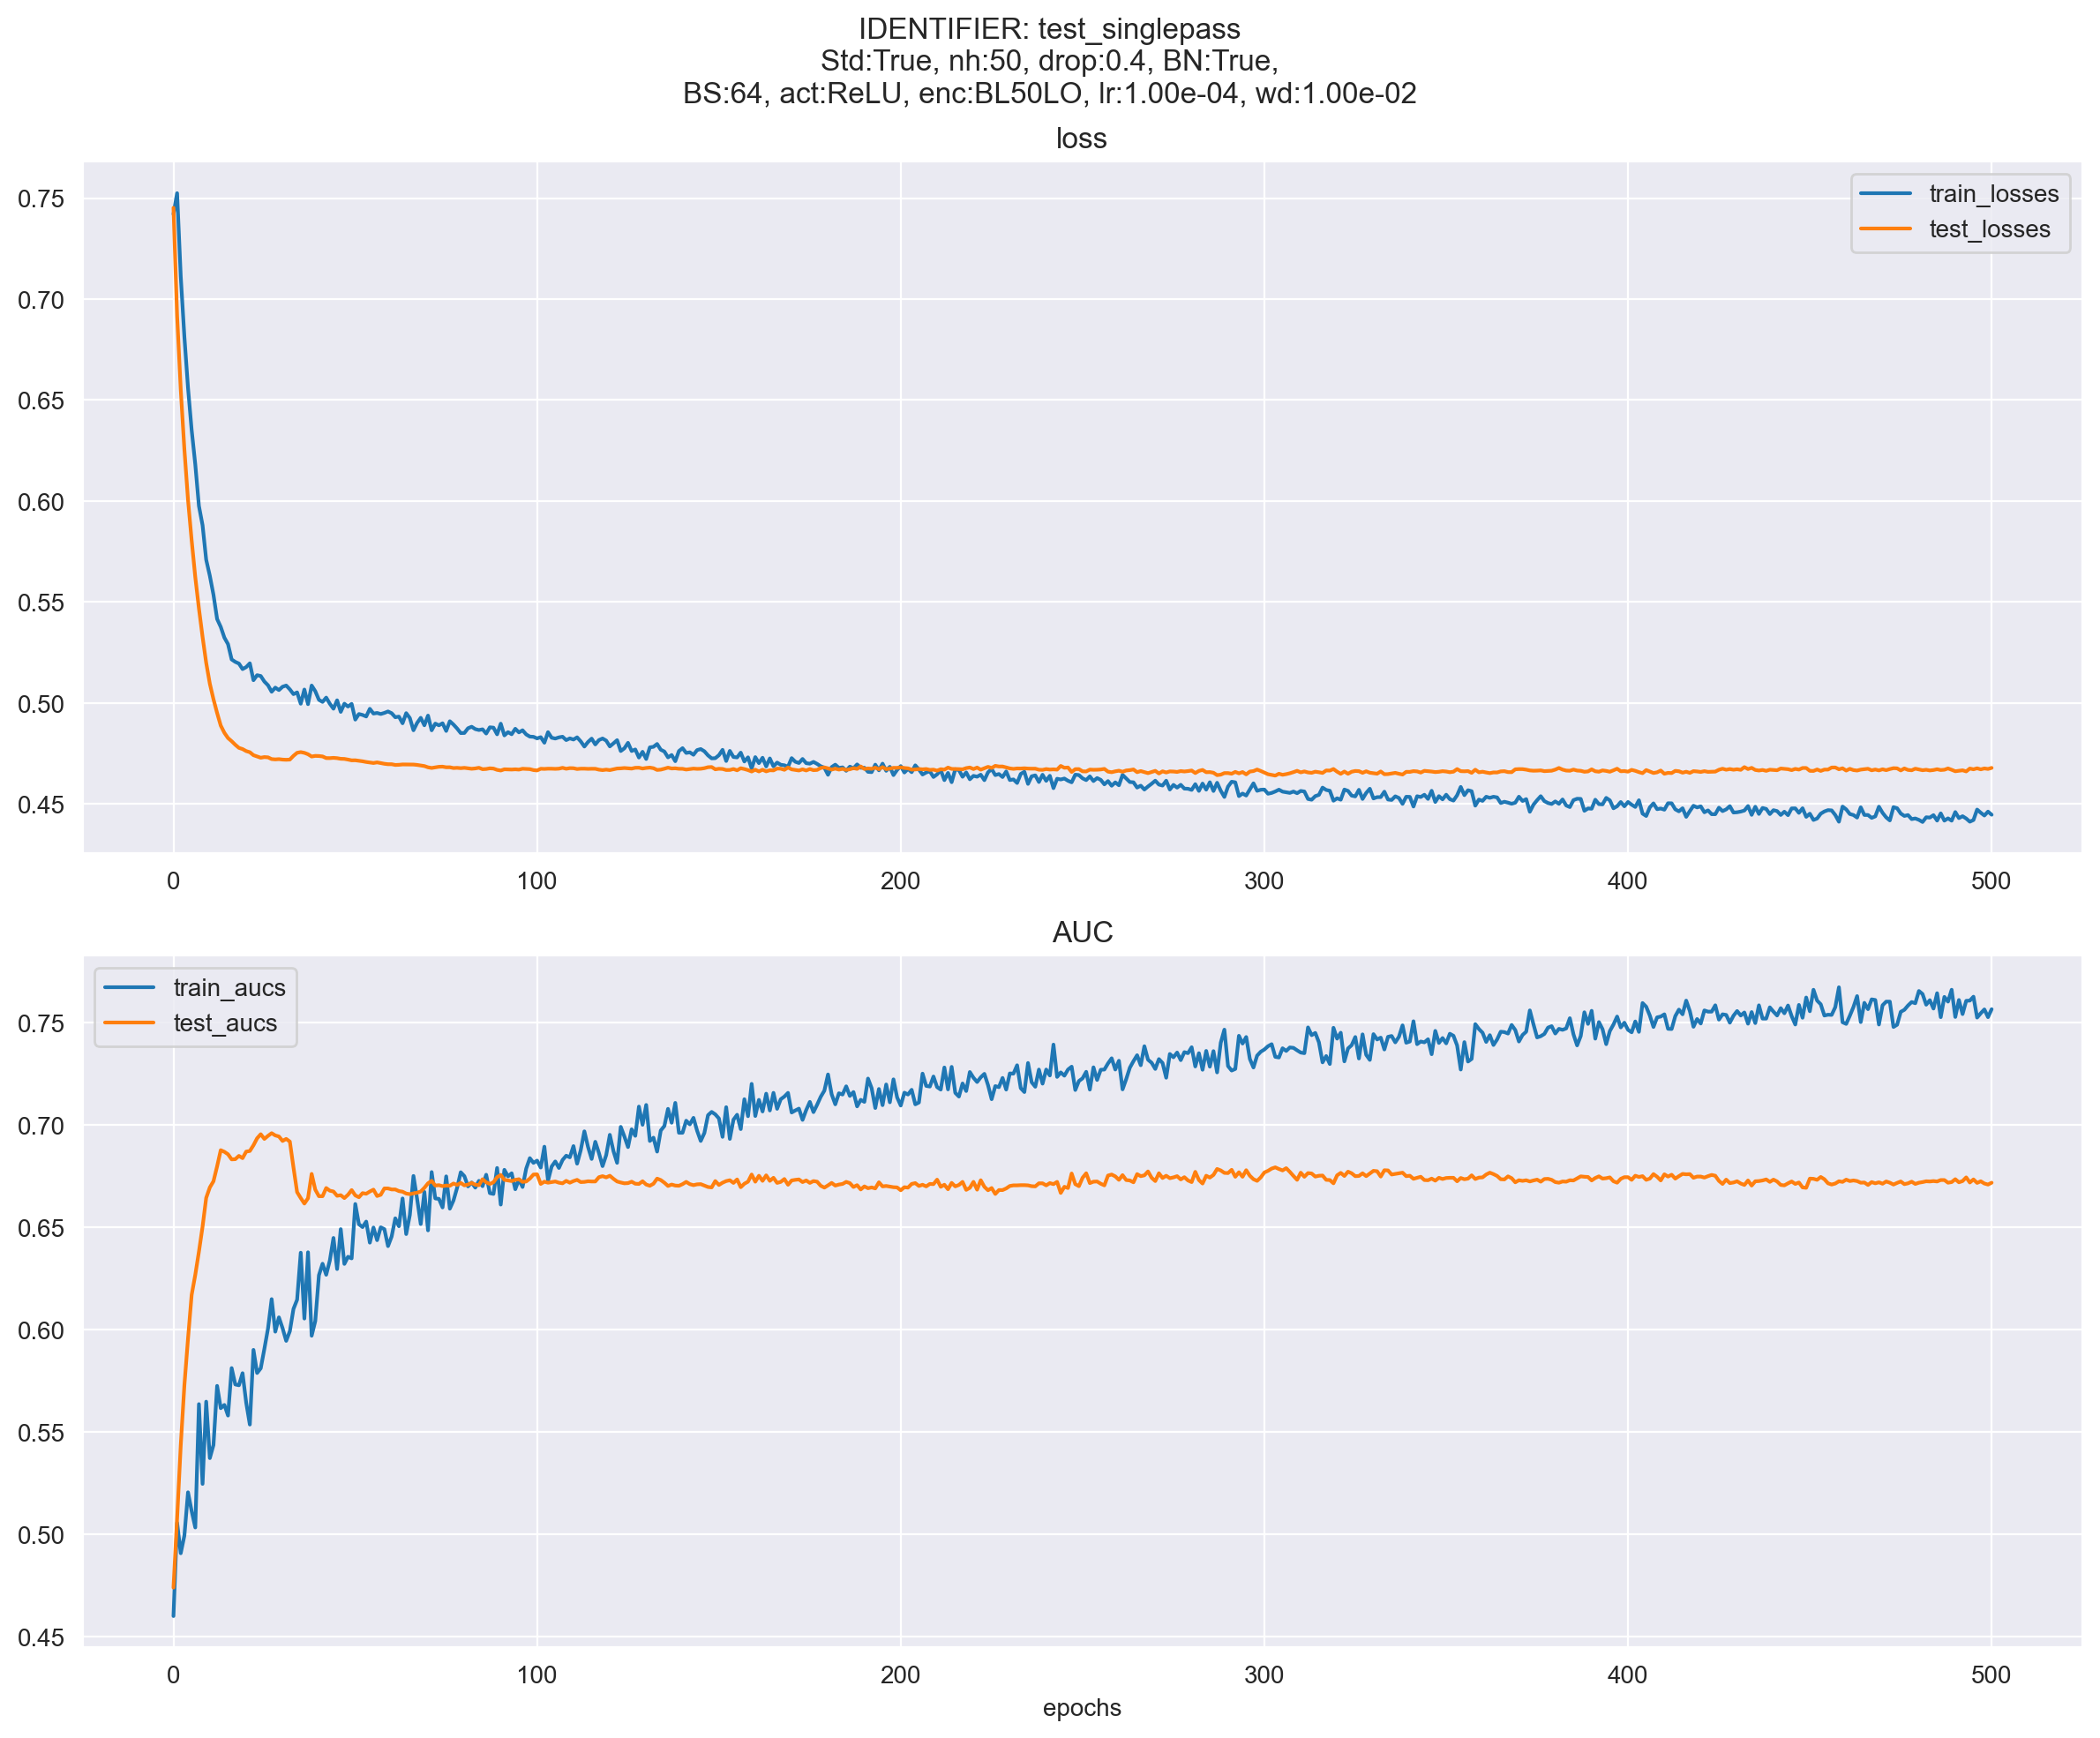 IDENTIFIER: test_singlepass
Std:True, nh:50, drop:0.4, BN:True,
BS:64, act:ReLU, enc:BL50LO, lr:1.00e-04, wd:1.00e-02
loss
train_losses
test_losses
0.75
0.70
0.65
0.60
0.55
0.50
0.45
0 100 200 300 400 500
AUC
train_aucs
test_aucs
0.75
0.70
0.65
0.60
0.55
0.50
0.45
0 100 200 300 400 500
epochs